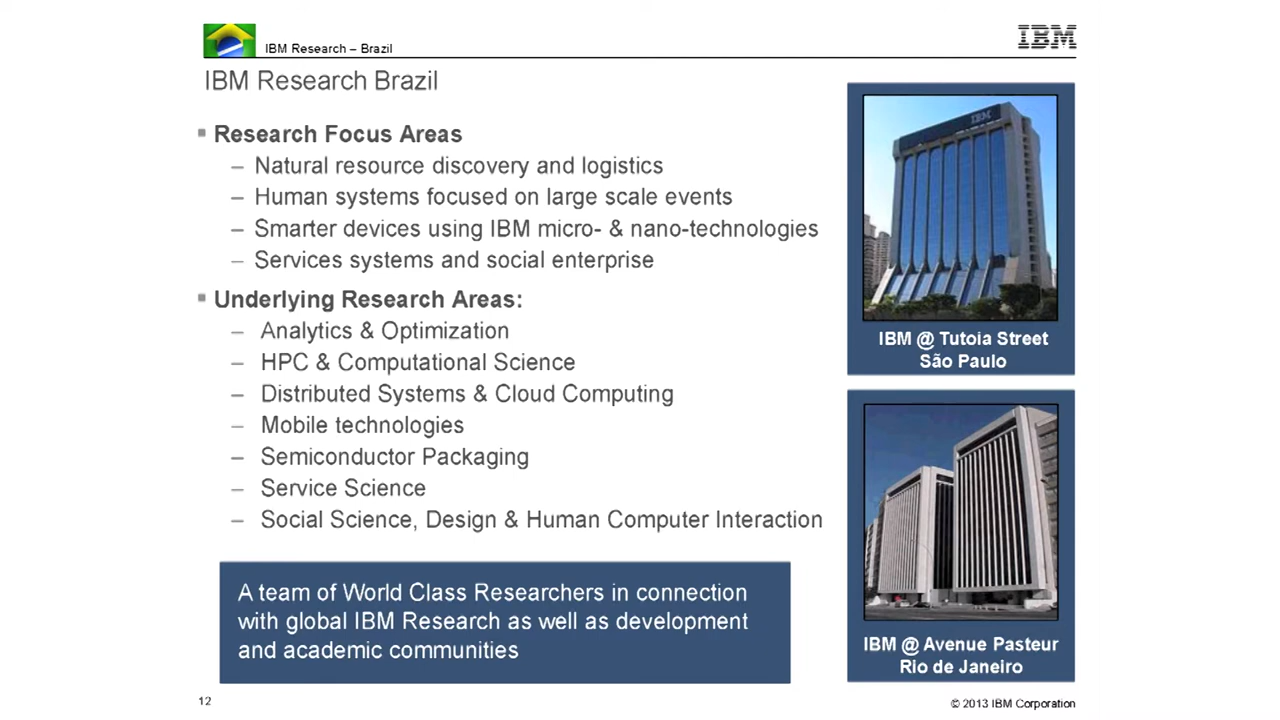 IBM Research – Brazil
IBM
IBM Research Brazil
▪ Research Focus Areas
– Natural resource discovery and logistics
– Human systems focused on large scale events
– Smarter devices using IBM micro- & nano-technologies
– Services systems and social enterprise
▪ Underlying Research Areas:
– Analytics & Optimization
– HPC & Computational Science
– Distributed Systems & Cloud Computing
– Mobile technologies
– Semiconductor Packaging
– Service Science
– Social Science, Design & Human Computer Interaction
A team of World Class Researchers in connection
with global IBM Research as well as development
and academic communities
IBM
IBM @ Tutoia Street
São Paulo
IBM @ Avenue Pasteur
Rio de Janeiro
12
© 2013 IBM Corporation